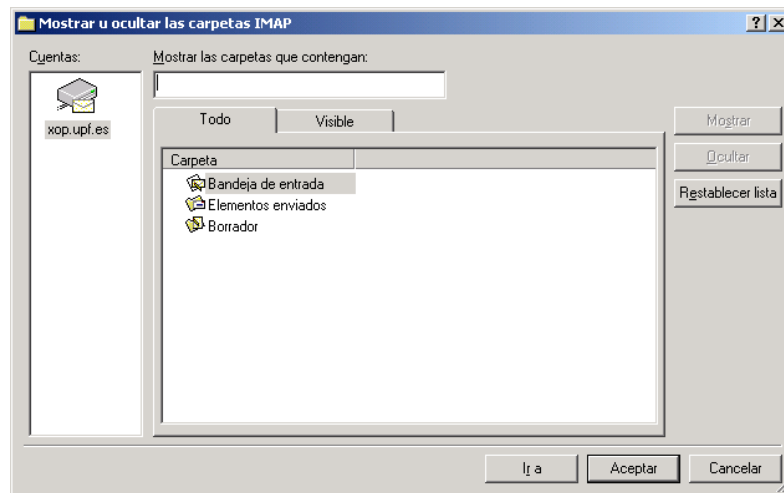 Mostrar u ocultar las carpetas IMAP
Cuentas:
Mostrar las carpetas que contengan:
xop.upf.es
Todo
Visible
Mostrar
Ocultar
Restablecer lista
Carpeta
Bandeja de entrada
Elementos enviados
Borrador
Ir a
Aceptar
Cancelar